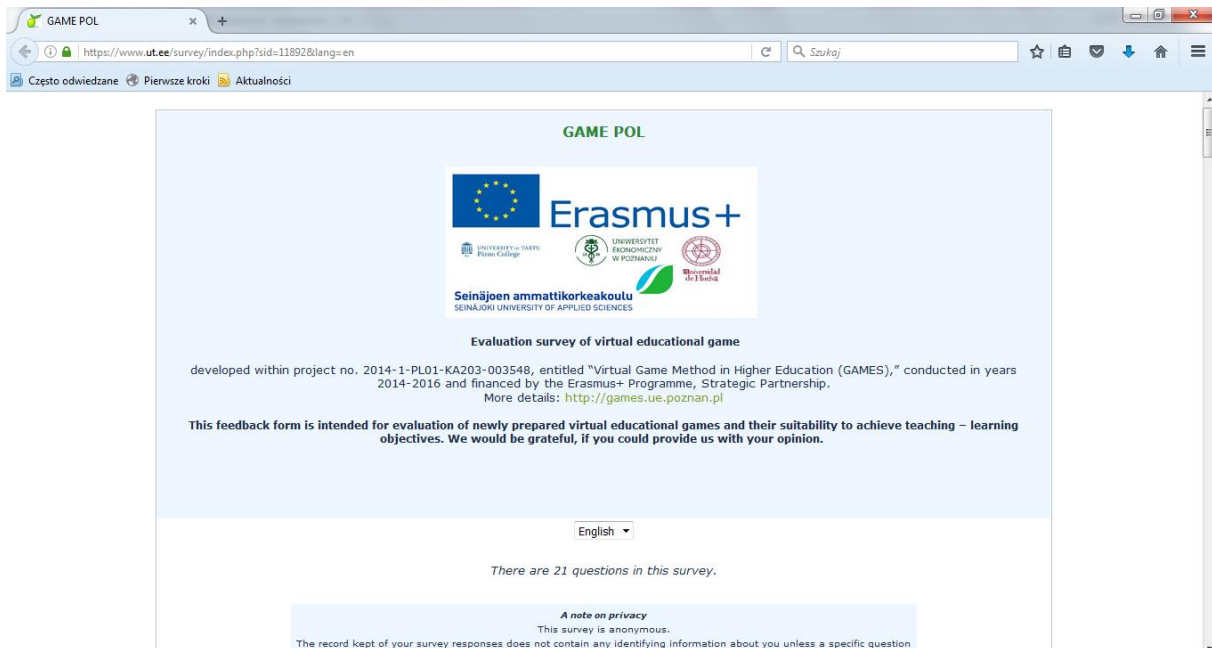 GAME POL
https://www.ut.ee/survey/index.php?sid=11892&lang=en
Szukaj
Często odwiedzane Pierwsze kroki Aktualności
GAME POL
Erasmus+
UNIVERSITY OF TARTU
Pärnu College
UNIWERSYTET
EKONOMICZNY
W POZNANIU
Universidad
de Huelva
Seinäjoen ammattikorkeakoulu
SEINÄJOKI UNIVERSITY OF APPLIED SCIENCES
Evaluation survey of virtual educational game
developed within project no. 2014-1-PL01-KA203-003548, entitled “Virtual Game Method in Higher Education (GAMES),” conducted in years
2014-2016 and financed by the Erasmus+ Programme, Strategic Partnership.
More details: http://games.ue.poznan.pl
This feedback form is intended for evaluation of newly prepared virtual educational games and their suitability to achieve teaching – learning
objectives. We would be grateful, if you could provide us with your opinion.
English
There are 21 questions in this survey.
A note on privacy
This survey is anonymous.
The record kept of your survey responses does not contain any identifying information about you unless a specific question